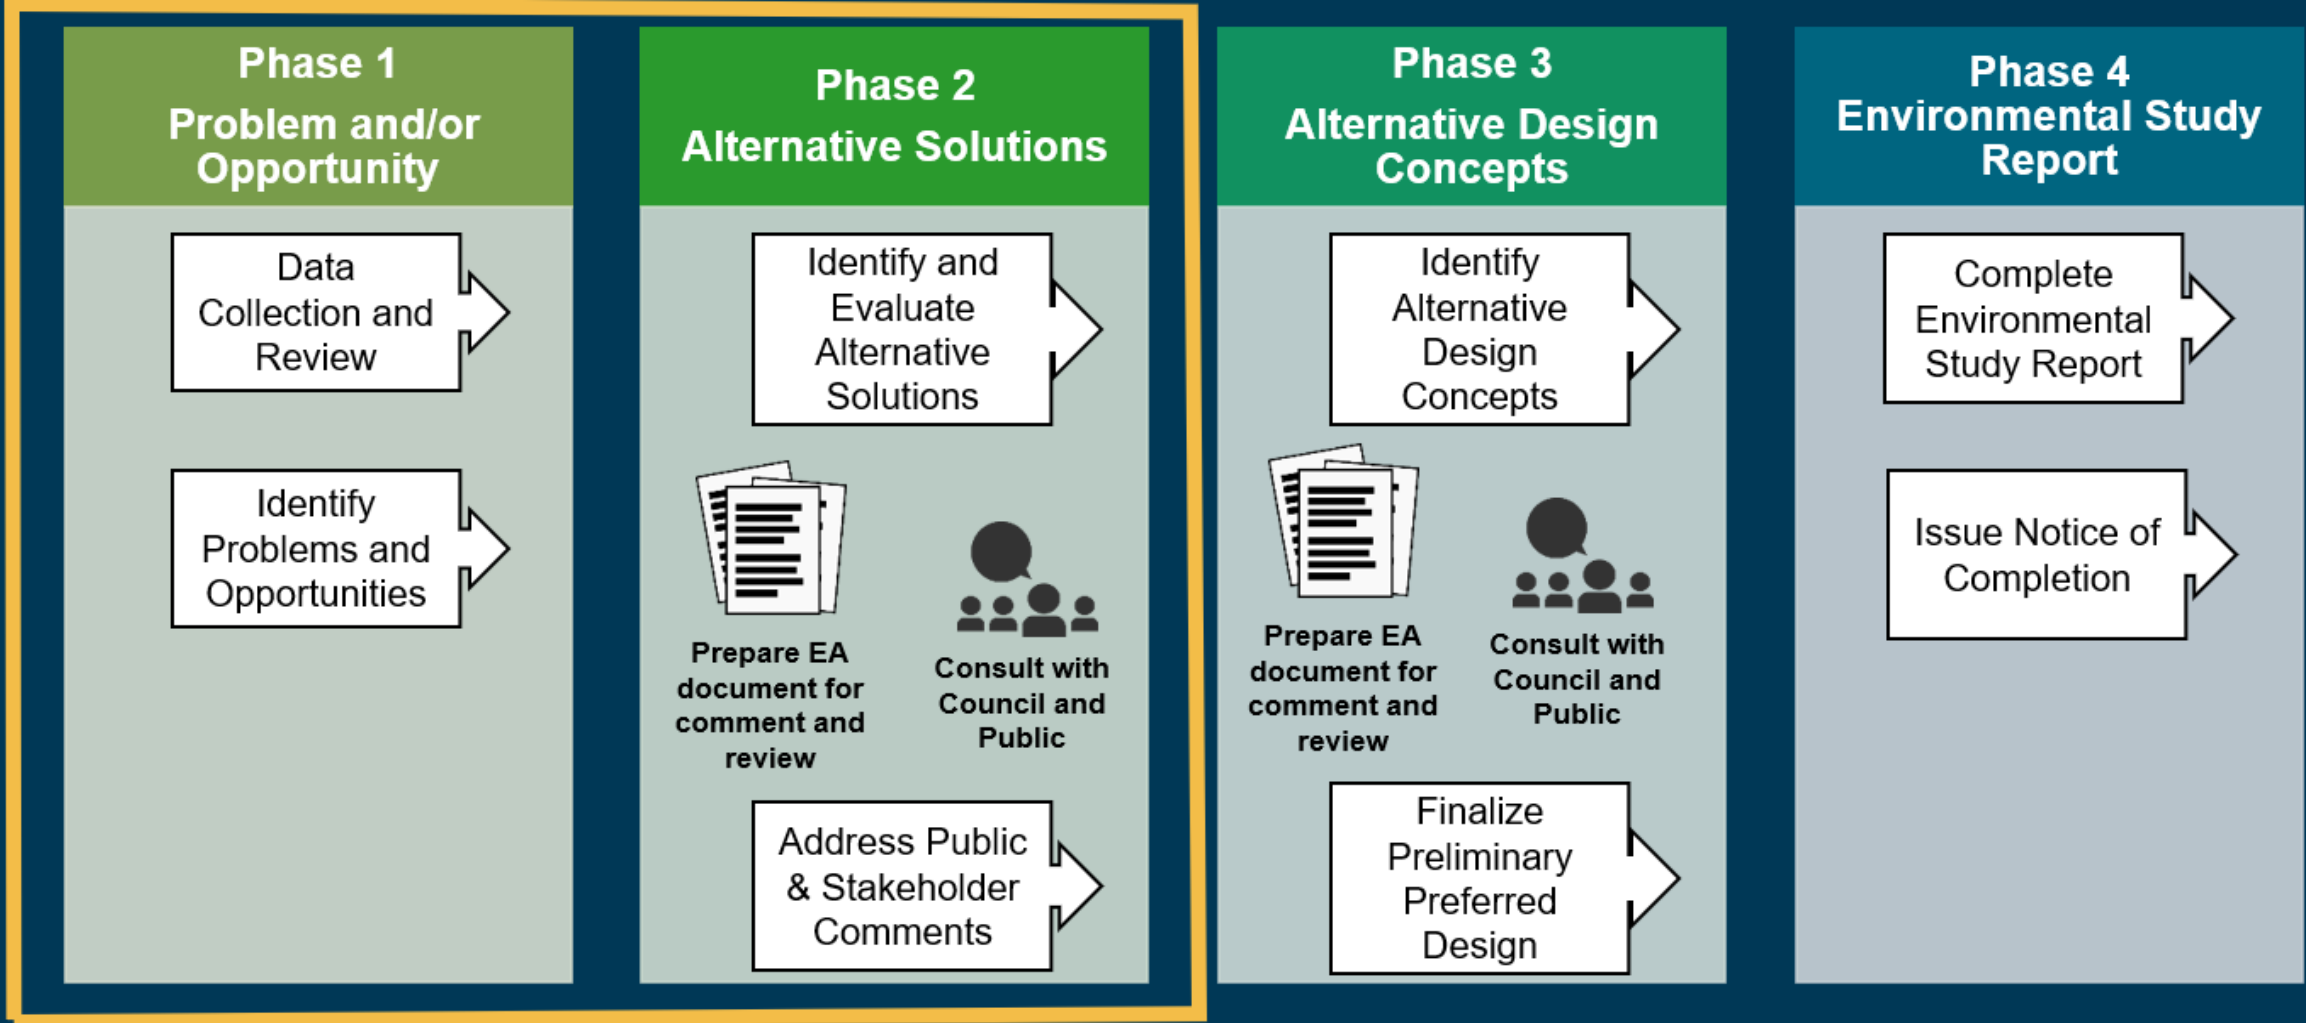 Phase 1
Problem and/or
Opportunity
Data
Collection and
Review
Identify
Problems and
Opportunities
Phase 2
Alternative Solutions
Identify and
Evaluate
Alternative
Solutions
Prepare EA
document for
comment and
review
Consult with
Council and
Public
Address Public
& Stakeholder
Comments
Phase 3
Alternative Design
Concepts
Identify
Alternative
Design
Concepts
Prepare EA
document for
comment and
review
Consult with
Council and
Public
Finalize
Preliminary
Preferred
Design
Phase 4
Environmental Study
Report
Complete
Environmental
Study Report
Issue Notice of
Completion